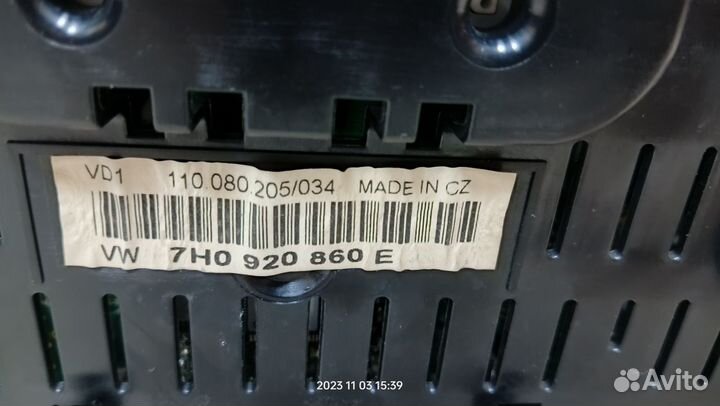 VD1 110.080.205/034 MADE IN CZ
VW 7H0 920 860 E
2023 11 03 15:39
Avito